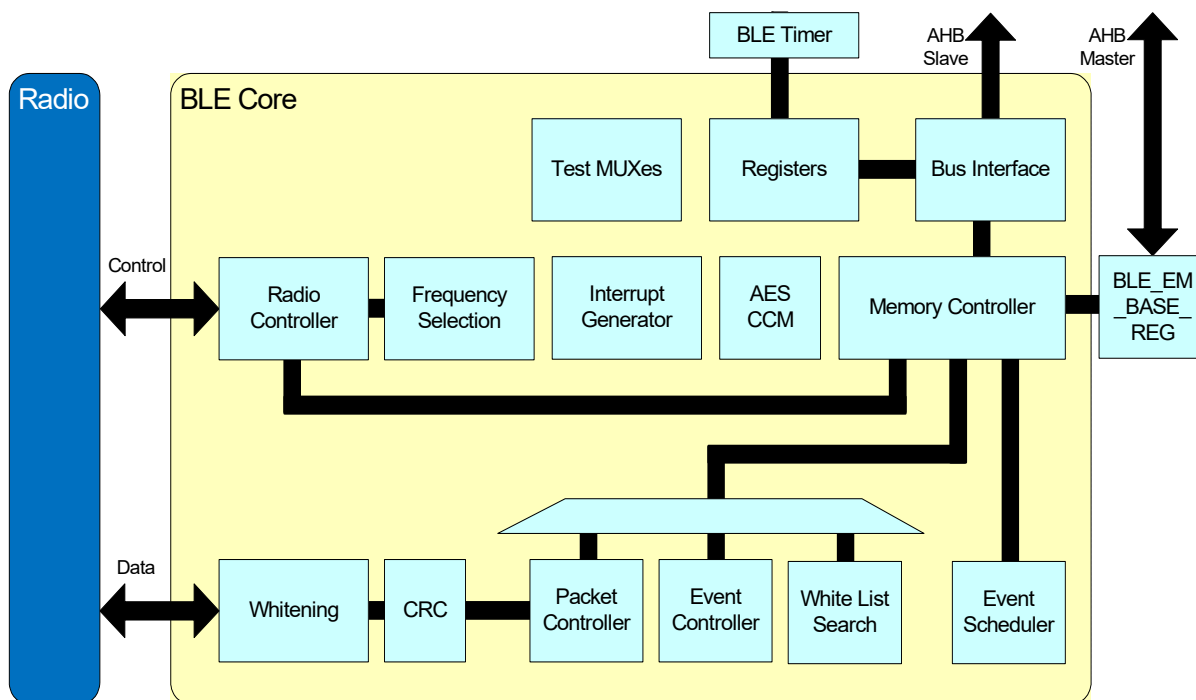 BLE Timer
AHB
Slave
AHB
Master
Radio
BLE Core
Test MUXes
Registers
Bus Interface
Control
Radio
Controller
Frequency
Selection
Interrupt
Generator
AES
CCM
Memory Controller
BLE_EM
_BASE_
REG
Data
Whitening
CRC
Packet
Controller
Event
Controller
White List
Search
Event
Scheduler